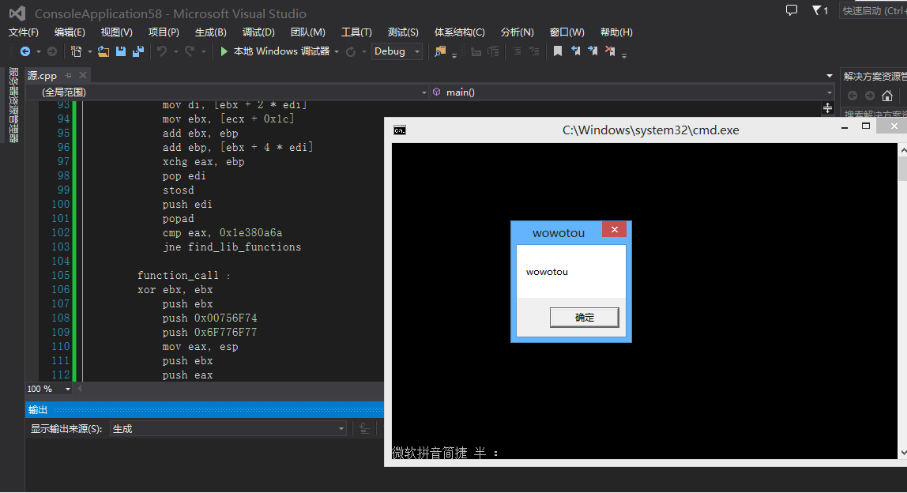 ConsoleApplication58 - Microsoft Visual Studio
1
快速启动 (Ctrl+
文件(F) 编辑(E) 视图(V) 项目(P) 生成(B) 调试(D) 团队(M) 工具(T) 测试(S) 体系结构(C) 分析(N) 窗口(W) 帮助(H)
本地 Windows 调试器 Debug
源.cpp
解决方案资源管
(全局范围) main()
93 mov di, [ebx + 2 * edi]
94 mov ebx, [ecx + 0x1c]
95 add ebx, ebp
96 add ebp, [ebx + 4 * edi]
97 xchg eax, ebp
98 pop edi
99 stosd
100 push edi
101 popad
102 cmp eax, 0x1e380a6a
103 jne find_lib_functions
104
105 function_call :
106 xor ebx, ebx
107 push ebx
108 push 0x00756F74
109 push 0x6F776F77
110 mov eax, esp
111 push ebx
112 push eax
100 %
输出
显示输出来源(S): 生成
C:\Windows\system32\cmd.exe
wowotou
wowotou
确定
微软拼音简捷 半 :